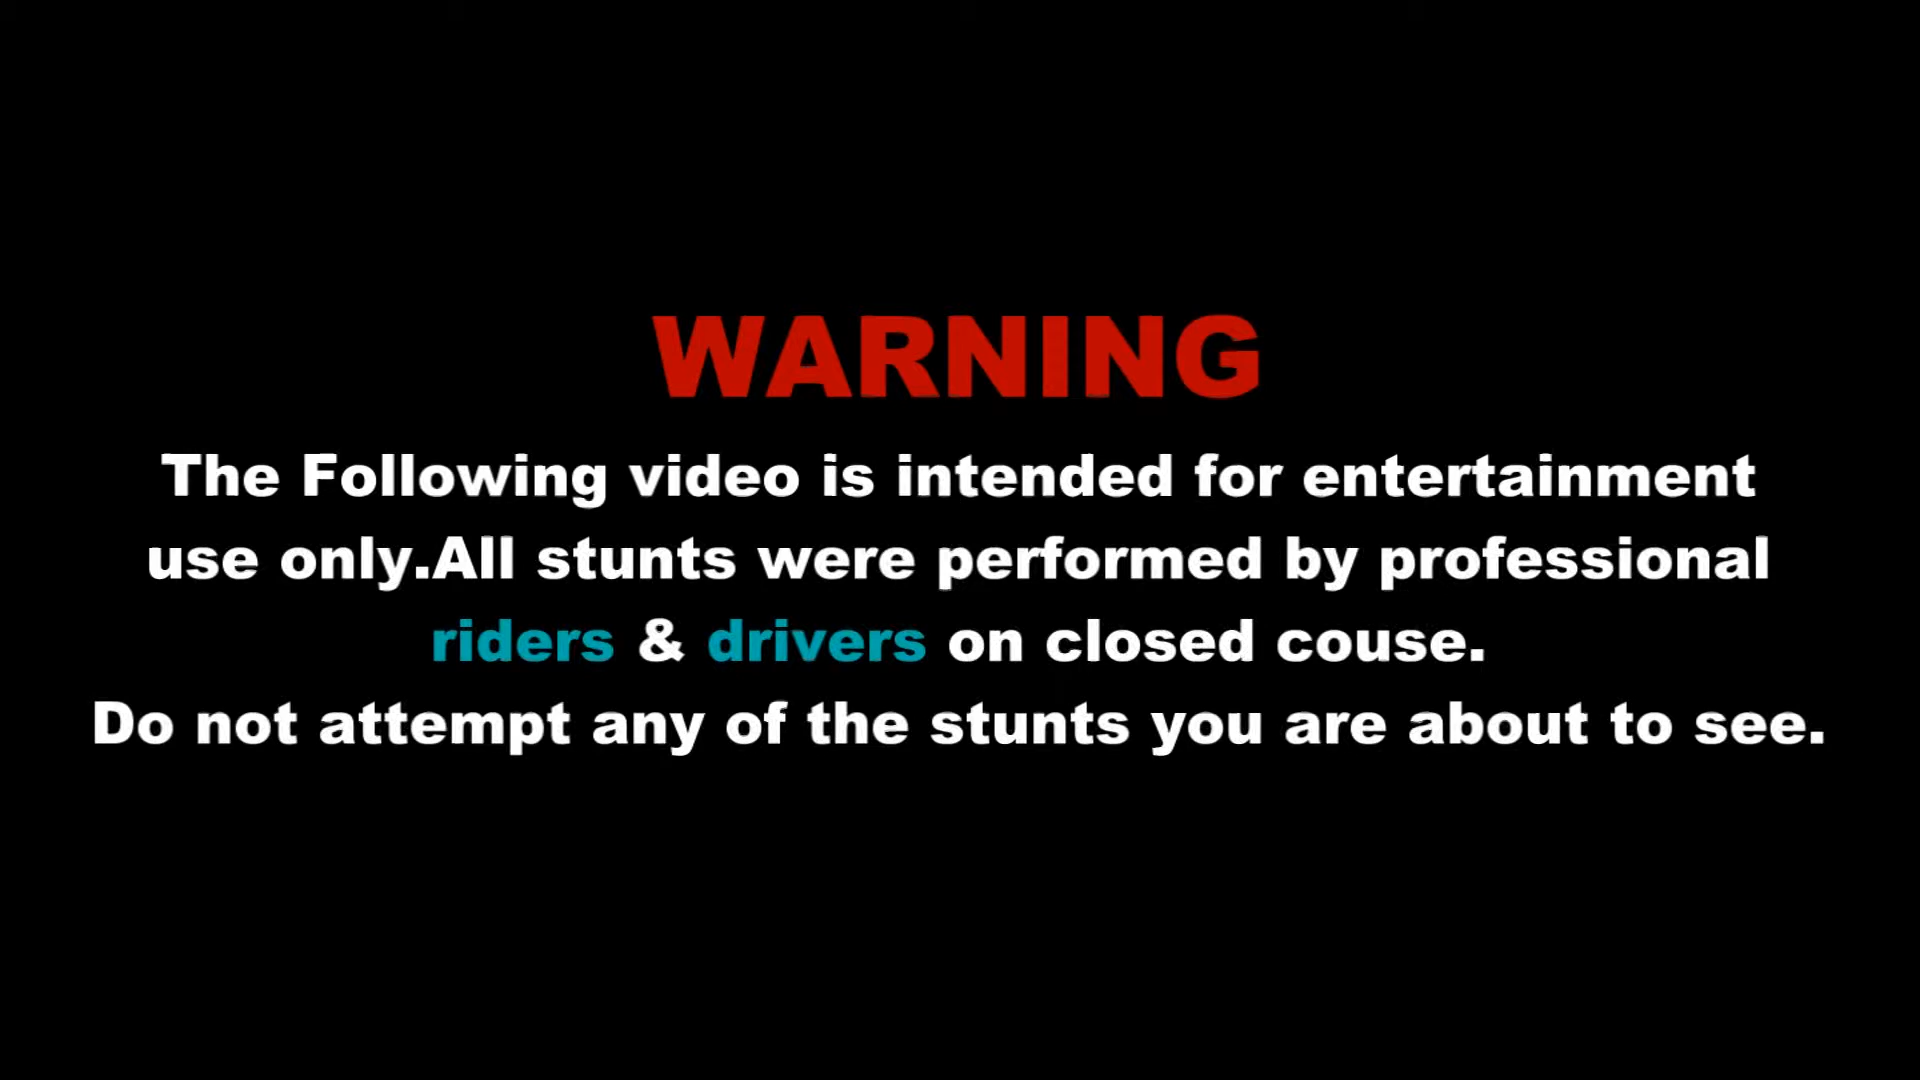 WARNING
The Following video is intended for entertainment
use only.All stunts were performed by professional
riders & drivers on closed couse.
Do not attempt any of the stunts you are about to see.